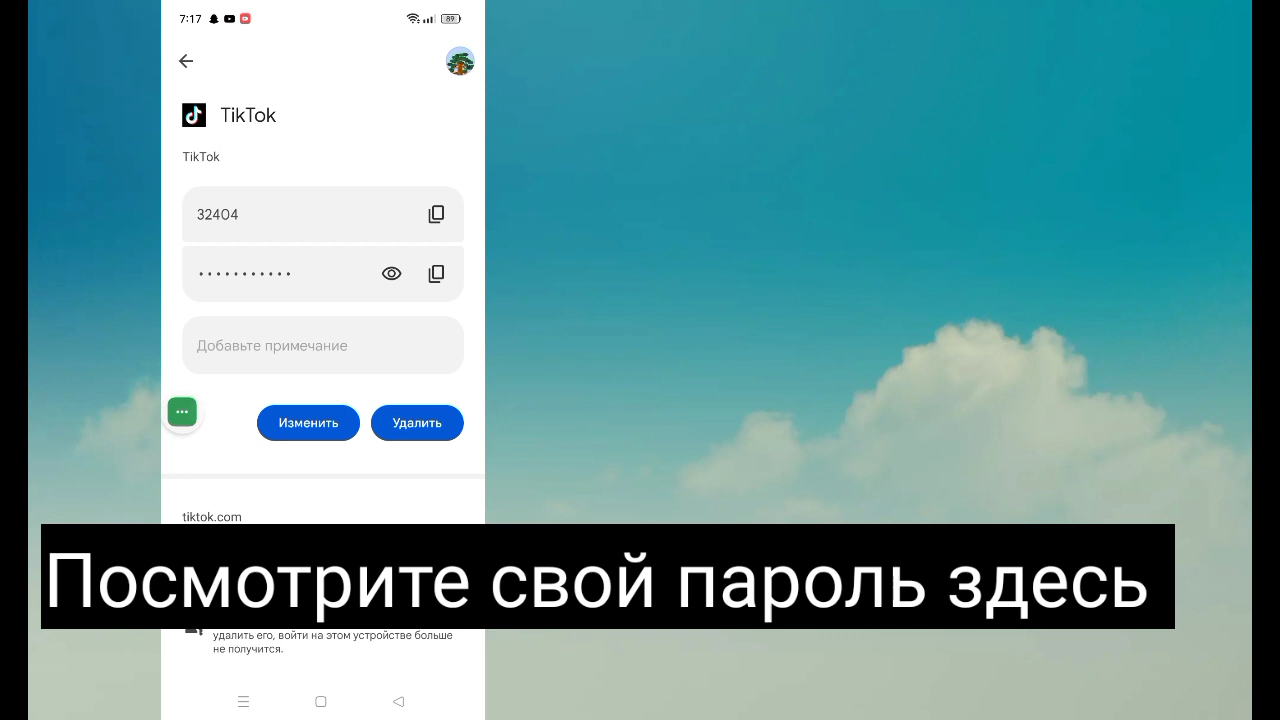 7:17
89
TikTok
TikTok
32404
Добавьте примечание
Изменить
Удалить
tiktok.com
Посмотрите свой пароль здесь
удалить его, войти на этом устройстве больше
не получится.